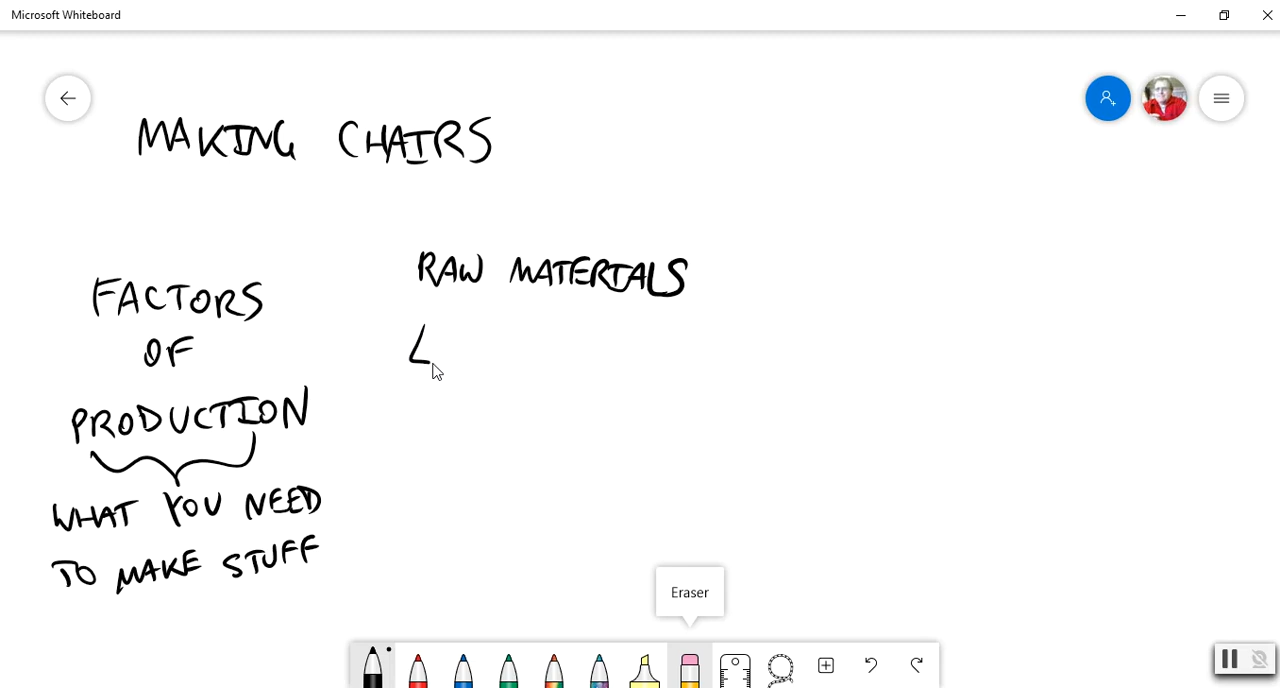 Microsoft Whiteboard
MAKING CHAIRS
RAW MATERIALS
L
FACTORS
OF
PRODUCTION
WHAT YOU NEED
TO MAKE STUFF
Eraser